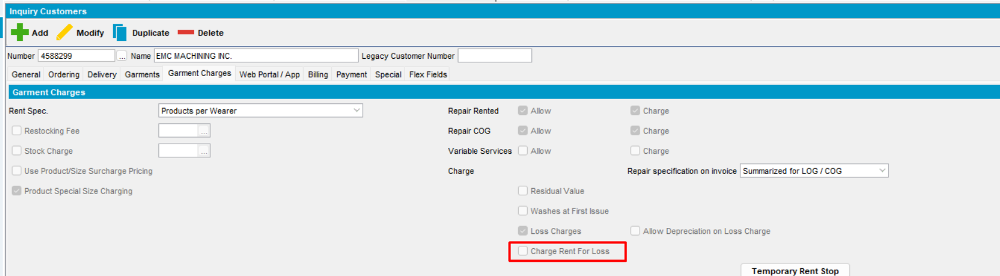 Inquiry Customers
Add Modify Duplicate Delete
Number 4588299 ... Name EMC MACHINING INC. Legacy Customer Number
General Ordering Delivery Garments Garment Charges Web Portal / App Billing Payment Special Flex Fields
Garment Charges
Rent Spec. Products per Wearer Repair Rented Allow Charge
Restocking Fee ... Repair COG Allow Charge
Stock Charge ... Variable Services Allow Charge
Use Product/Size Surcharge Pricing Charge Repair specification on invoice Summarized for LOG / COG
Product Special Size Charging Residual Value
Washes at First Issue
Loss Charges Allow Depreciation on Loss Charge
Charge Rent For Loss
Temporary Rent Stop